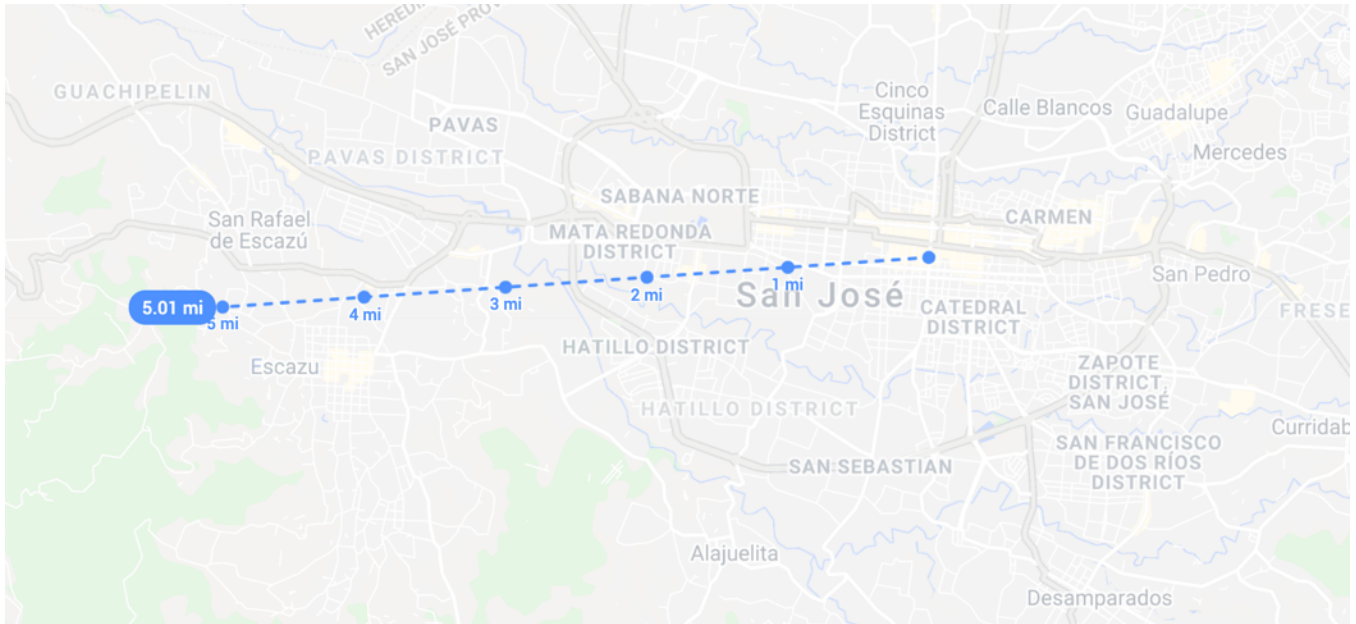 HEREDI
SAN JOSÉ PROV
GUACHIPELIN
Cinco
Esquinas
District
Calle Blancos
Guadalupe
PAVAS
Mercedes
PAVAS DISTRICT
SABANA NORTE
San Rafael
de Escazú
CARMEN
MATA REDONDA
DISTRICT
San Pedro
5.01 mi
5 mi
4 mi
3 mi
2 mi
1 mi
San José
CATEDRAL
DISTRICT
FRESE
HATILLO DISTRICT
Escazu
ZAPOTE
DISTRICT,
SAN JOSÉ
HATILLO DISTRICT
Curridab
SAN FRANCISCO
DE DOS RÍOS
DISTRICT
SAN SEBASTIAN
Alajuelita
Desamparados